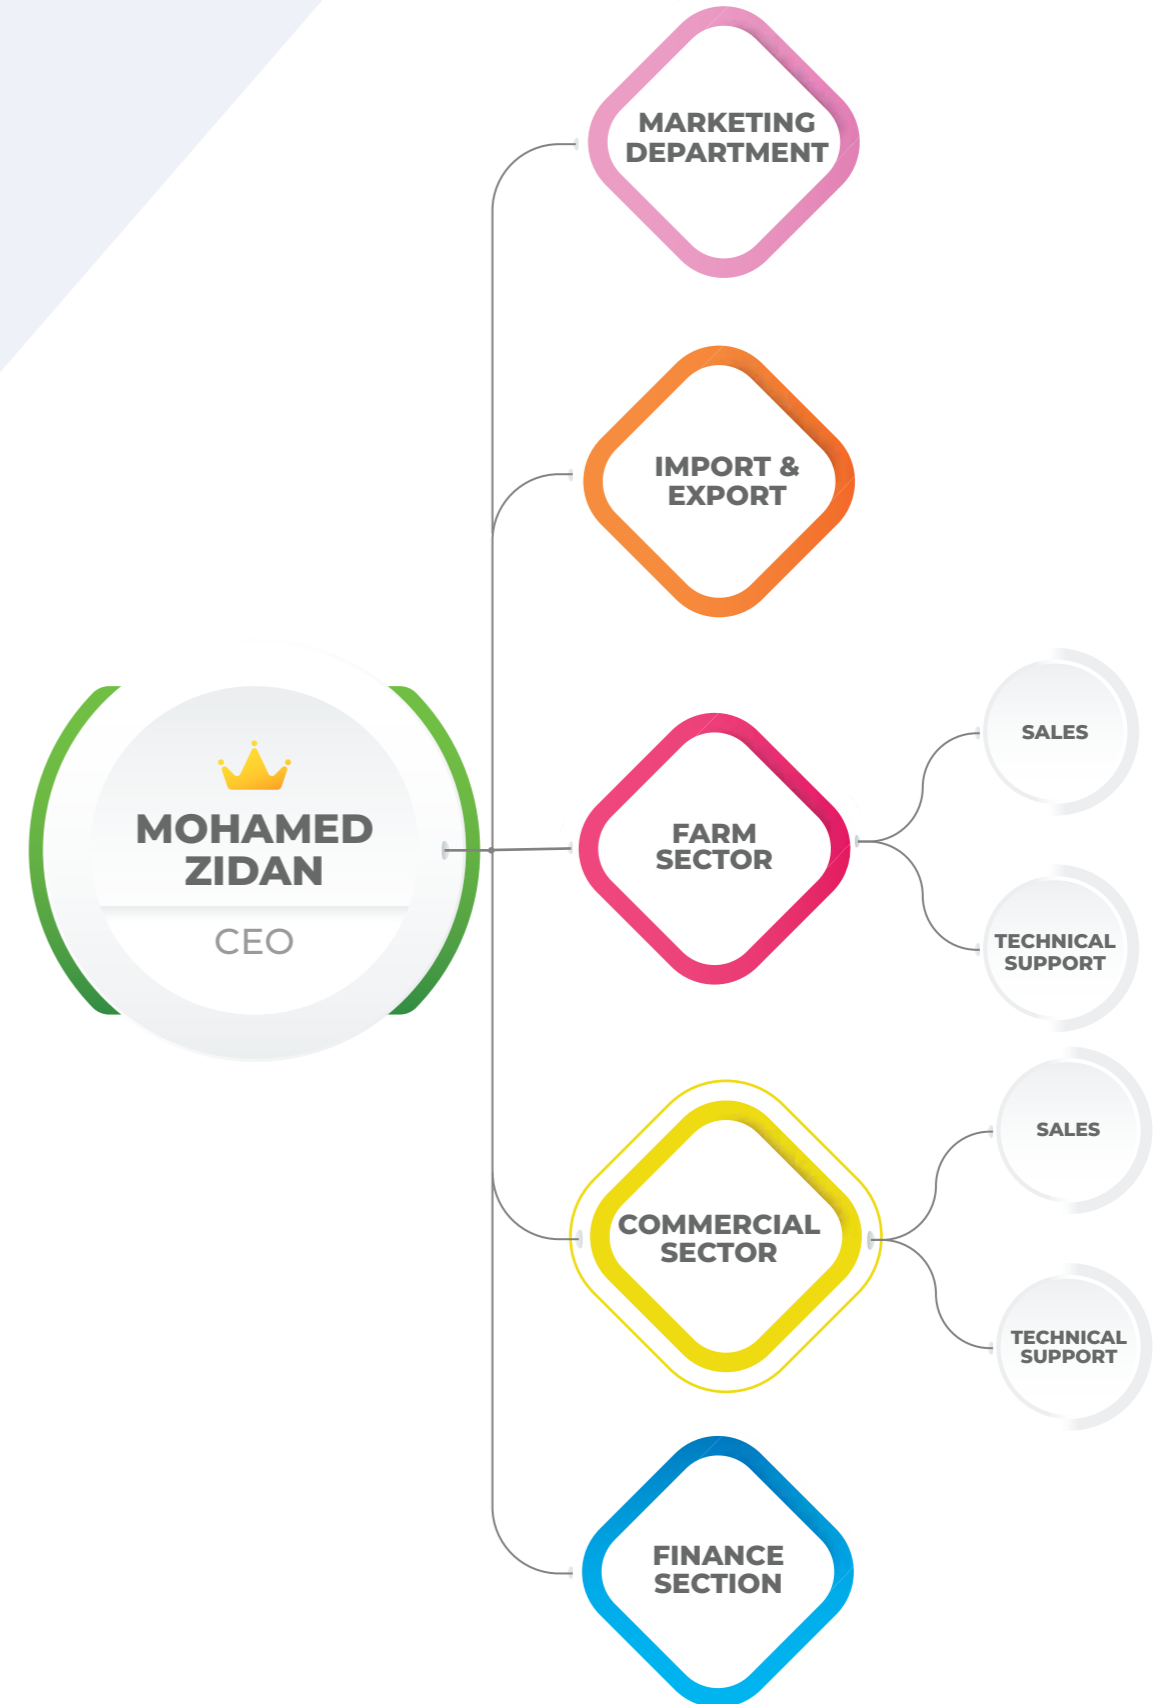 MARKETING
DEPARTMENT
IMPORT &
EXPORT
MOHAMED
ZIDAN
CEO
FARM
SECTOR
SALES
TECHNICAL
SUPPORT
COMMERCIAL
SECTOR
SALES
TECHNICAL
SUPPORT
FINANCE
SECTION